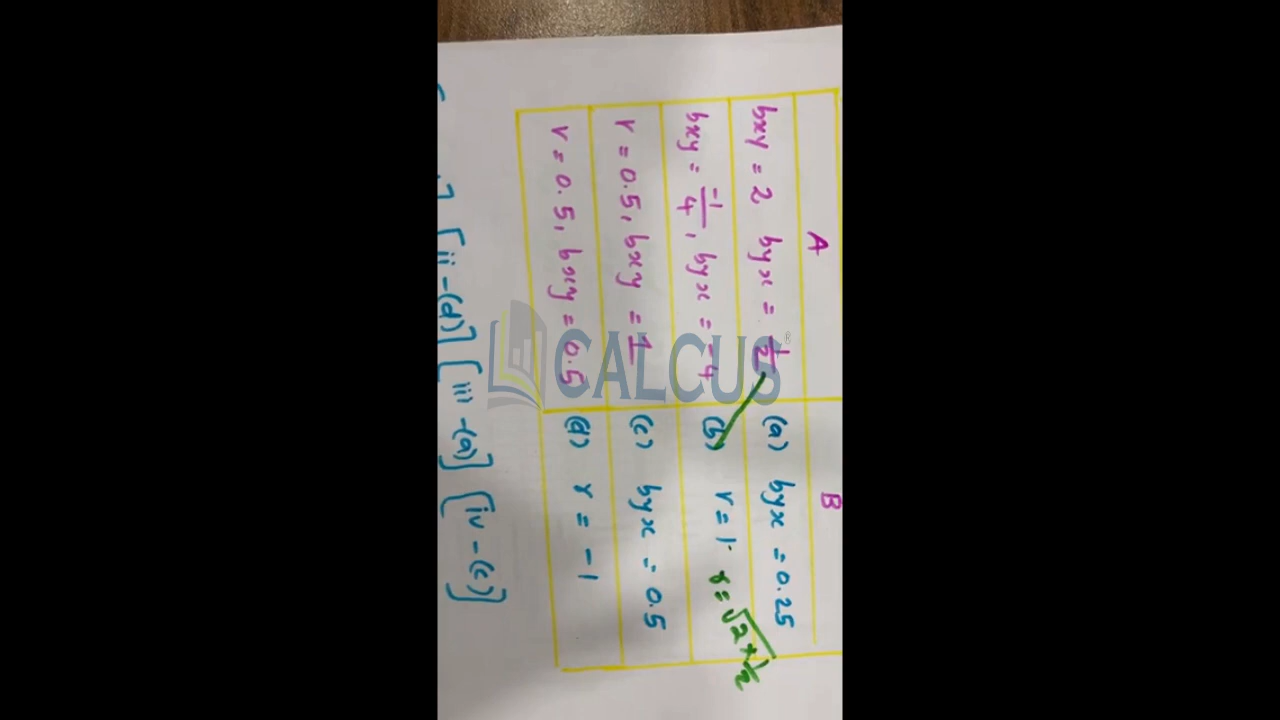 A B
bxy = 2 byx = 1/2 (a) byx = 0.25
bxy = -1/4, byx = -4 (b) r = 1. r = √2×1/2
r = 0.5, bxy = 1 (c) byx = 0.5
r = 0.5, bxy = 0.5 (d) r = -1
[ii -(d)] [iii -(a)] [iv -(c)]
CALCUS®